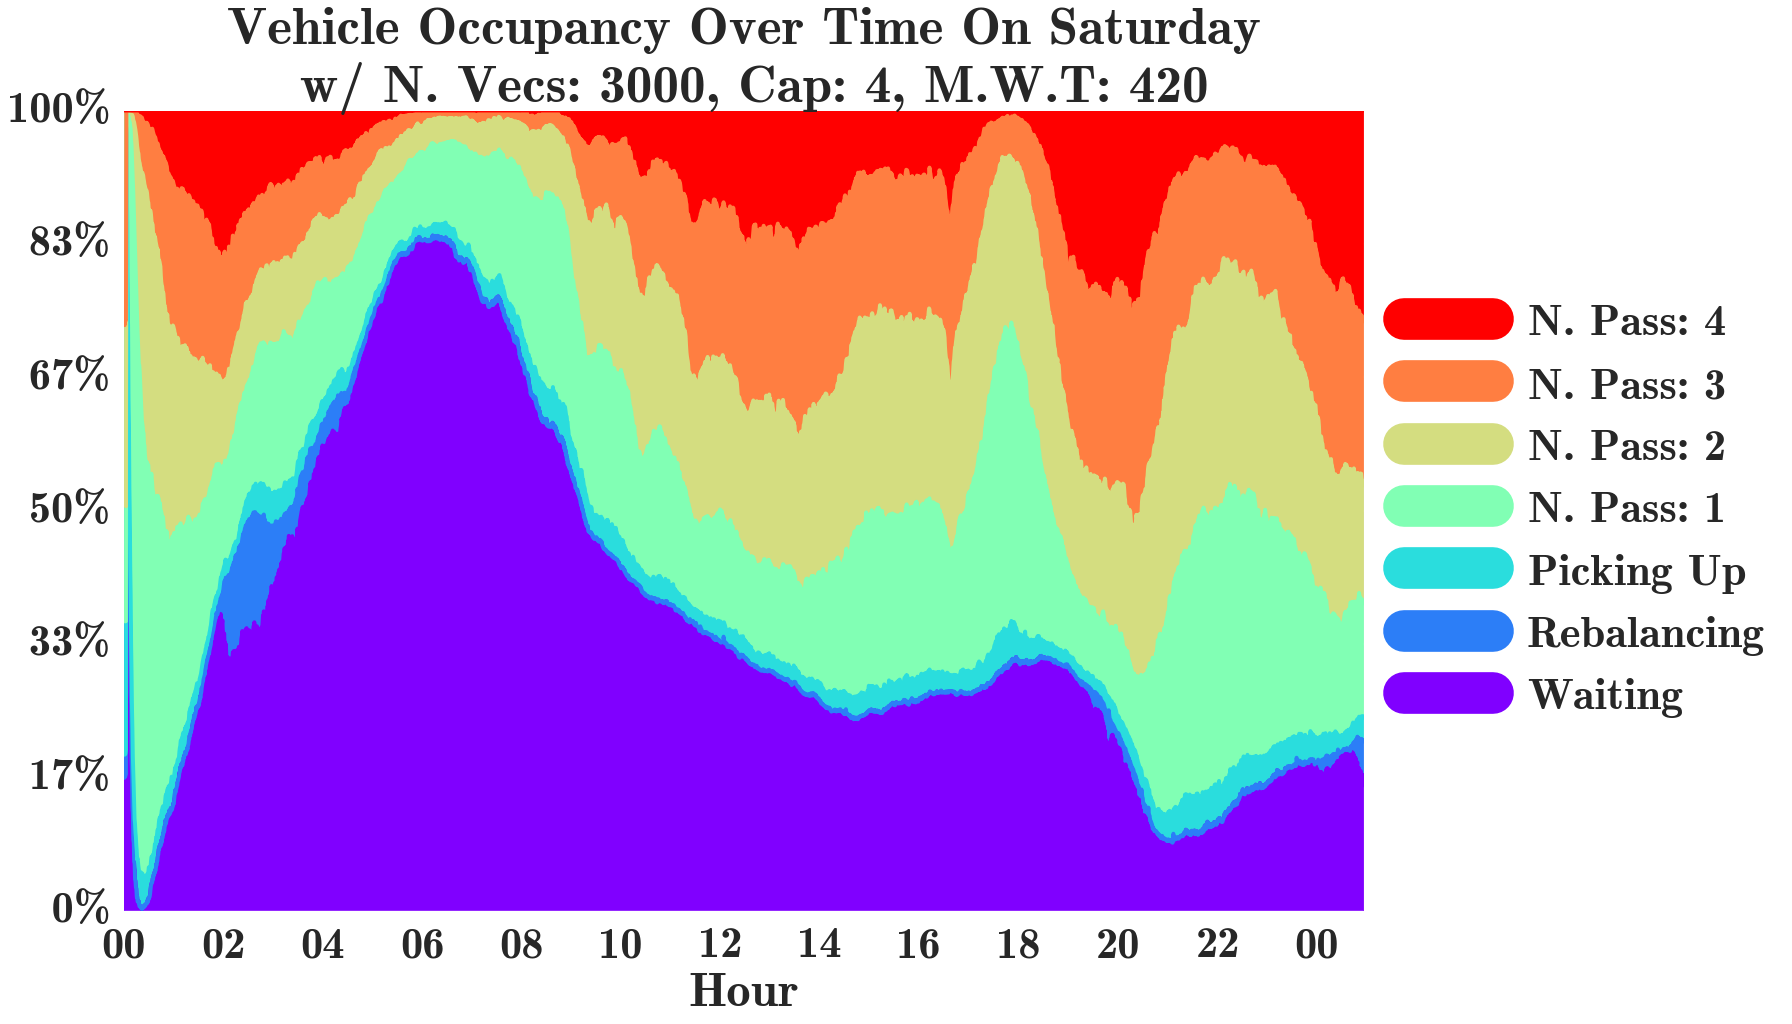 Vehicle Occupancy Over Time On Saturday
w/ N. Vecs: 3000, Cap: 4, M.W.T: 420
100%
83%
67%
50%
33%
17%
0%
00 02 04 06 08 10 12 14 16 18 20 22 00
Hour
N. Pass: 4
N. Pass: 3
N. Pass: 2
N. Pass: 1
Picking Up
Rebalancing
Waiting